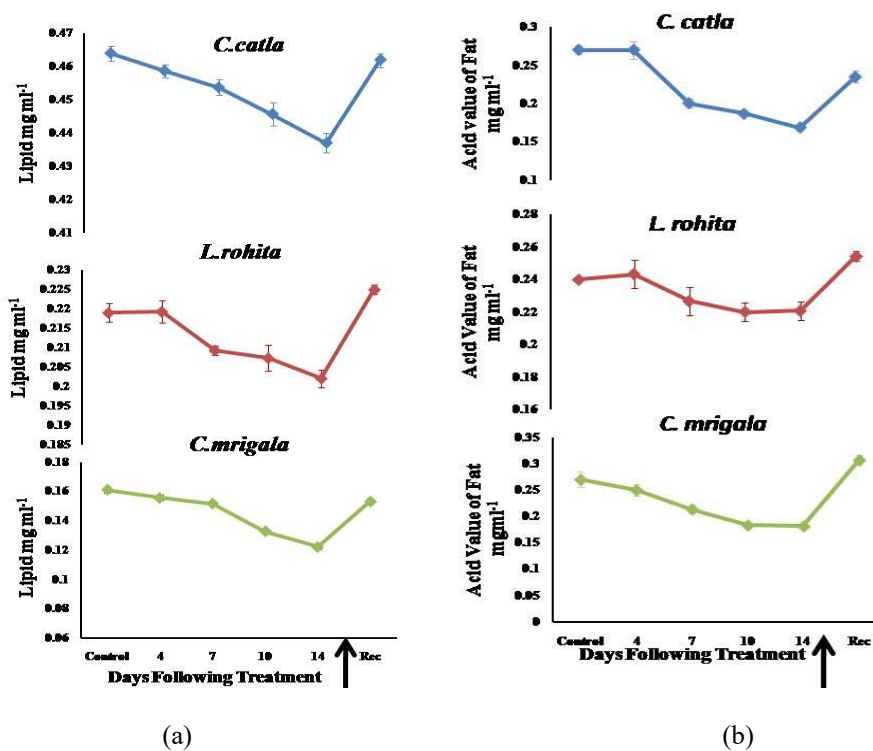 C.catla
Lipid mg ml-1
0.47
0.46
0.45
0.44
0.43
0.42
0.41
L.rohita
Lipid mg ml-1
0.23
0.22
0.215
0.21
0.205
0.2
0.195
0.19
0.185
C.mrigala
Lipid mg ml-1
0.18
0.16
0.14
0.12
0.1
0.08
0.06
Control 4 7 10 14 Rec
Days Following Treatment
(a)
C. catla
Acid value of Fat
mg ml-1
0.3
0.25
0.2
0.15
0.1
L. rohita
Acid Value of Fat
mg ml-1
0.28
0.26
0.24
0.22
0.2
0.18
0.16
C. mrigala
Acid Value of Fat
mgml-1
0.35
0.3
0.25
0.2
0.15
0.1
0.05
0
Control 4 7 10 14 Rec
Days Following Treatment
(b)